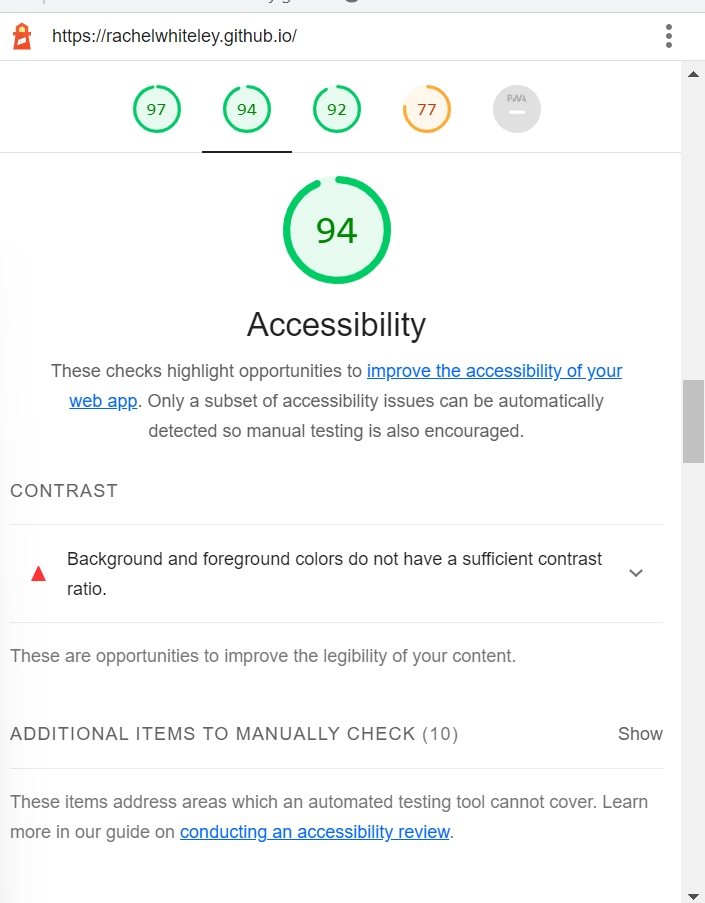 https://rachelwhiteley.github.io/
97 94 92 77 PWA
94
Accessibility
These checks highlight opportunities to improve the accessibility of your
web app. Only a subset of accessibility issues can be automatically
detected so manual testing is also encouraged.
CONTRAST
Background and foreground colors do not have a sufficient contrast
ratio.
These are opportunities to improve the legibility of your content.
ADDITIONAL ITEMS TO MANUALLY CHECK (10) Show
These items address areas which an automated testing tool cannot cover. Learn
more in our guide on conducting an accessibility review.